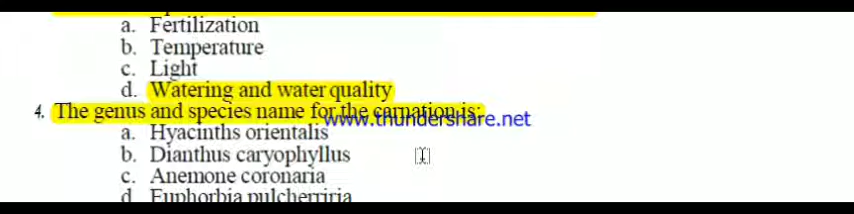 a. Fertilization
b. Temperature
c. Light
d. Watering and water quality
4. The genus and species name for the carnation is:
www.thundershare.net
a. Hyacinths orientalis
b. Dianthus caryophyllus
c. Anemone coronaria
d Euphorbia pulcherriria